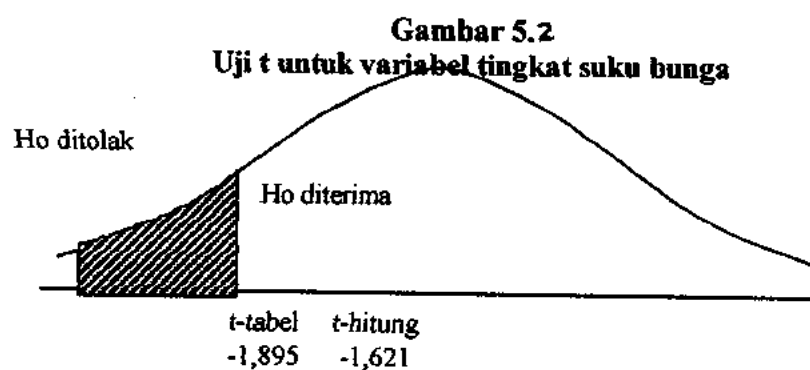 Gambar 5.2
Uji t untuk variabel tingkat suku bunga
Ho ditolak
Ho diterima
t-tabel t-hitung
-1,895 -1,621